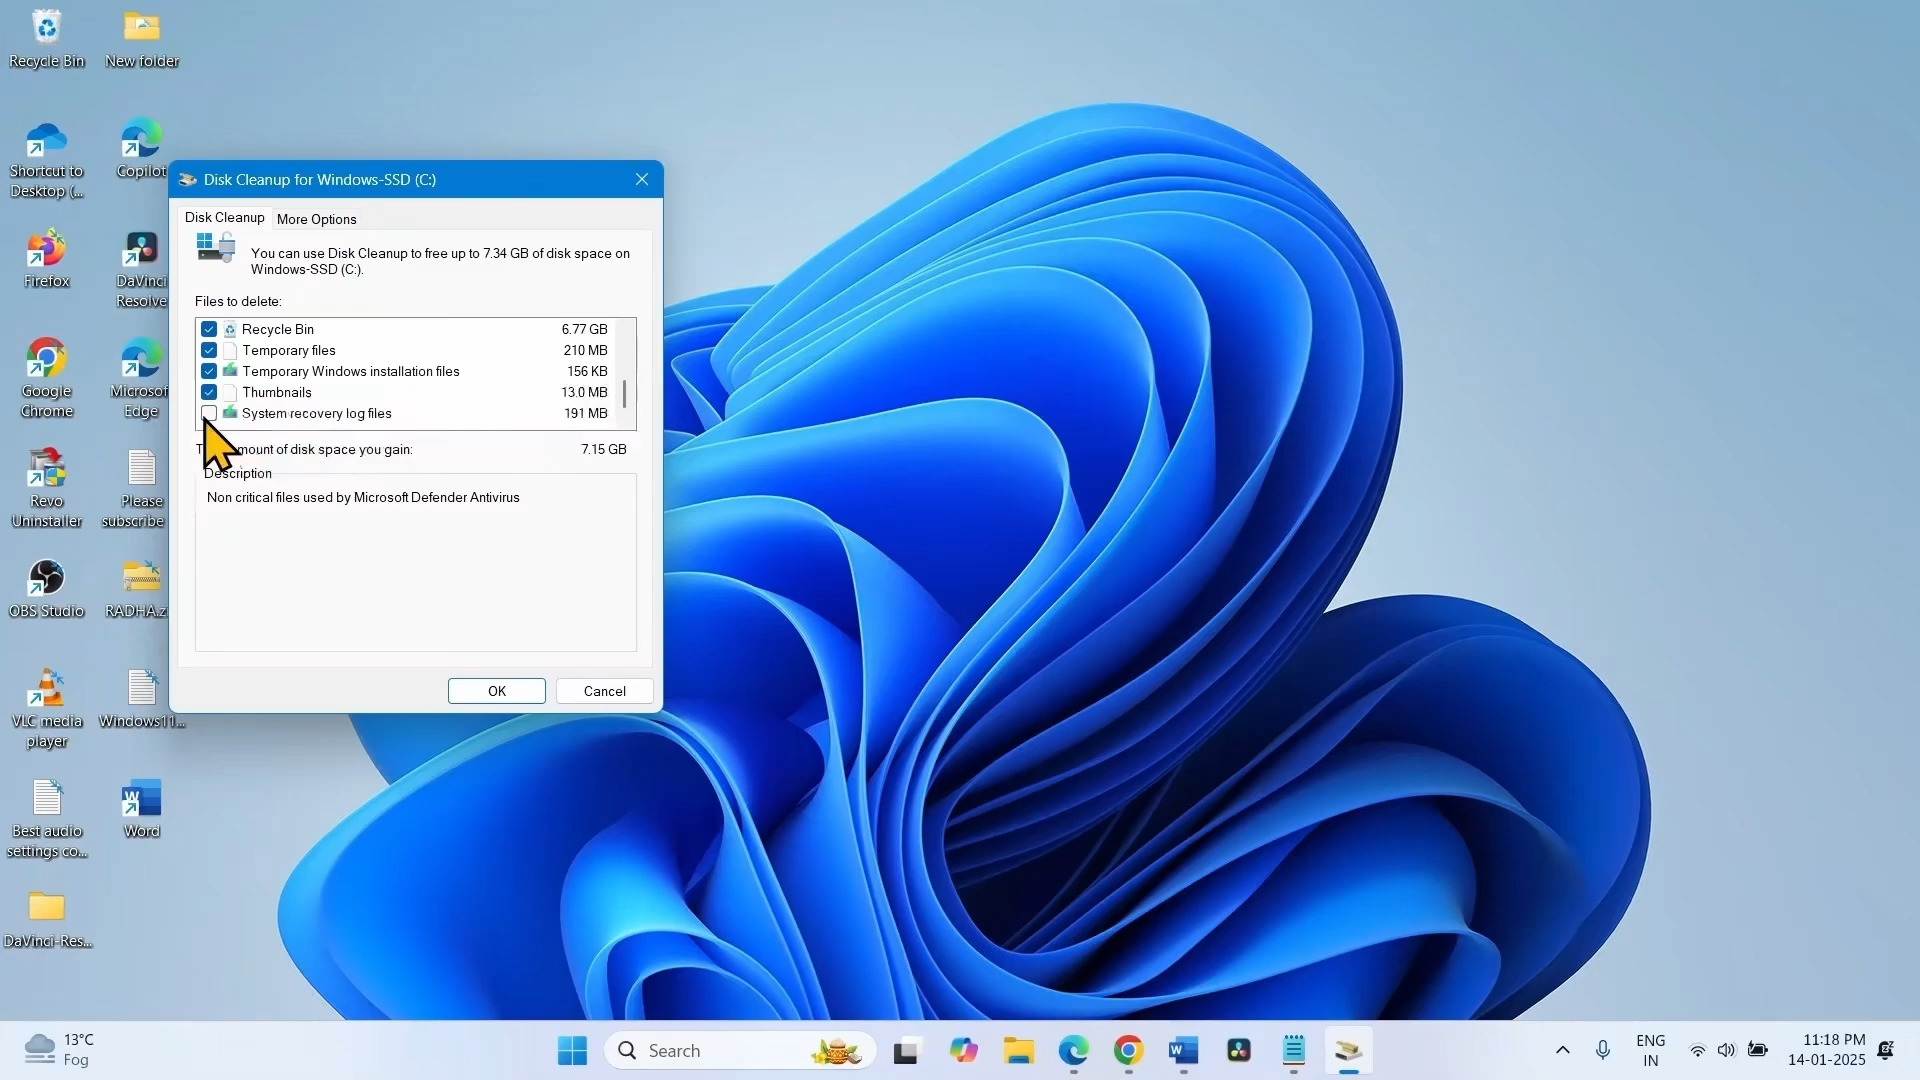 Recycle Bin
New folder
Shortcut to
Desktop (...
Copilot
Firefox
DaVinci
Resolve
Google
Chrome
Microsof
Edge
Revo
Uninstaller
Please
subscribe
OBS Studio
RADHA.z
VLC media
player
Windows11...
Best audio
settings co...
Word
DaVinci-Res...
Disk Cleanup for Windows-SSD (C:)
Disk Cleanup
More Options
You can use Disk Cleanup to free up to 7.34 GB of disk space on
Windows-SSD (C:).
Files to delete:
Recycle Bin 6.77 GB
Temporary files 210 MB
Temporary Windows installation files 156 KB
Thumbnails 13.0 MB
System recovery log files 191 MB
mount of disk space you gain: 7.15 GB
Description
Non critical files used by Microsoft Defender Antivirus
OK
Cancel
13°C
Fog
Search
ENG
IN
11:18 PM
14-01-2025